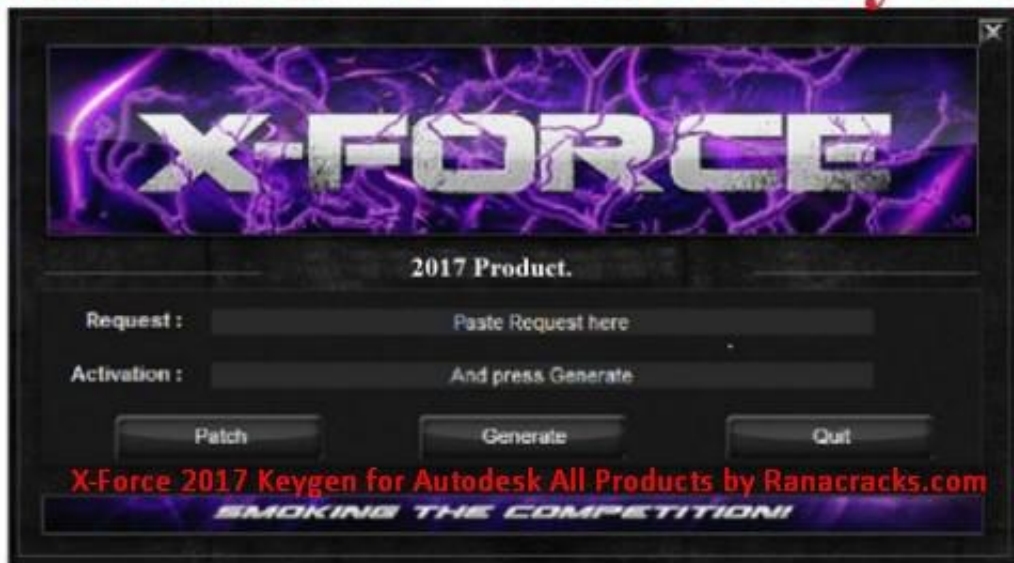 X-FORCE
2017 Product.
Request :
Paste Request here
Activation :
And press Generate
Patch
Generate
Quit
X-Force 2017 Keygen for Autodesk All Products by Ranacracks.com
SMOKING THE COMPETITION!